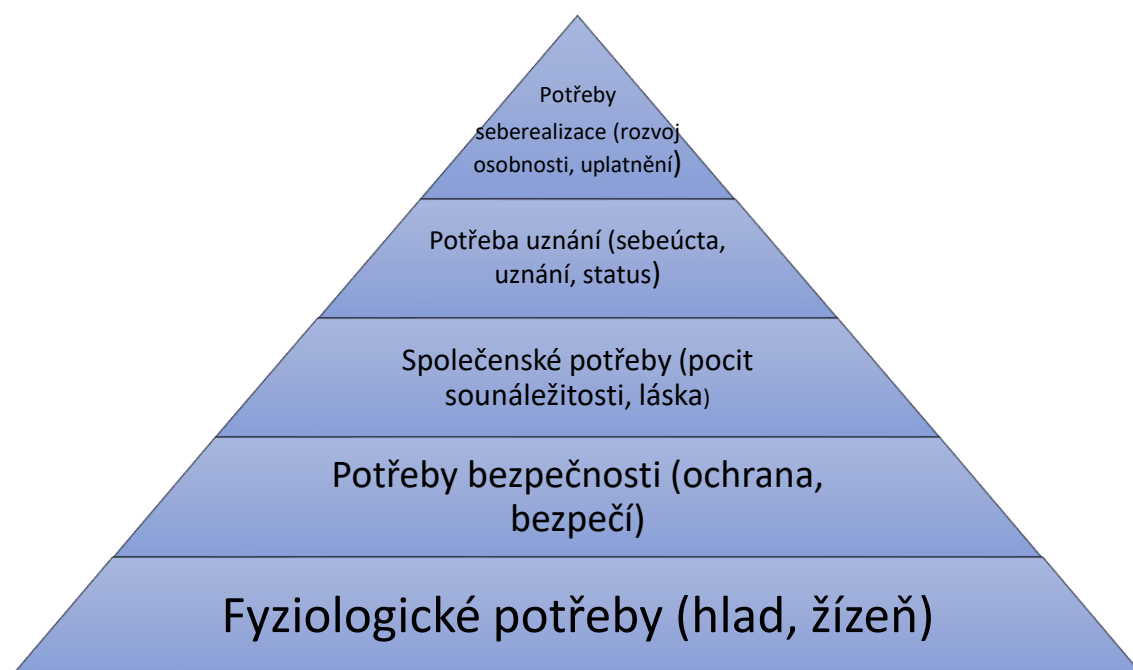 Potřeby
seberealizace (rozvoj
osobnosti, uplatnění)
Potřeba uznání (sebeúcta,
uznání, status)
Společenské potřeby (pocit
sounáležitosti, láska)
Potřeby bezpečnosti (ochrana,
bezpečí)
Fyziologické potřeby (hlad, žízeň)